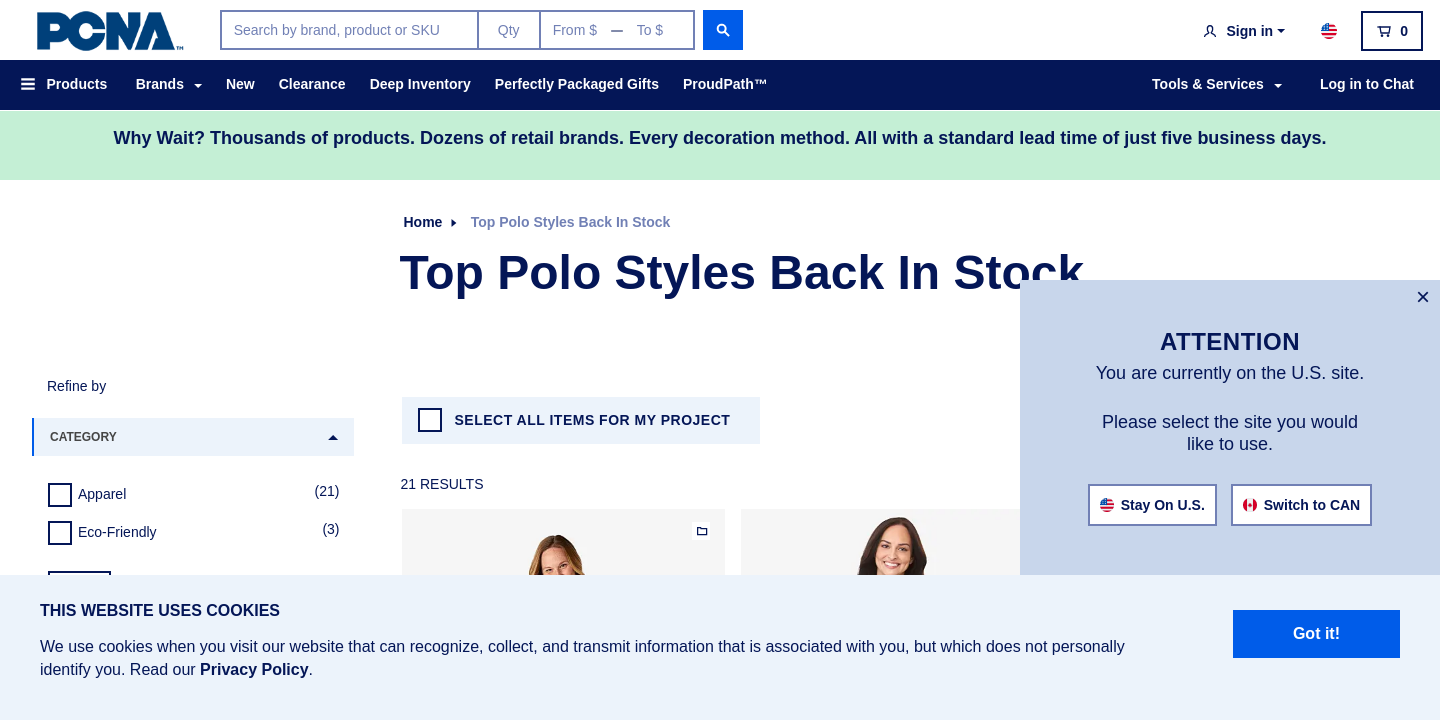 PCNA™
Search by brand, product or SKU
Qty
From $ — To $
Sign in
0
Products
Brands
New
Clearance
Deep Inventory
Perfectly Packaged Gifts
ProudPath™
Tools & Services
Log in to Chat
Why Wait? Thousands of products. Dozens of retail brands. Every decoration method. All with a standard lead time of just five business days.
Home
Top Polo Styles Back In Stock
Top Polo Styles Back In Stock
×
ATTENTION
You are currently on the U.S. site.
Please select the site you would
like to use.
Stay On U.S.
Switch to CAN
Refine by
CATEGORY
Apparel (21)
Eco-Friendly (3)
SELECT ALL ITEMS FOR MY PROJECT
21 RESULTS
THIS WEBSITE USES COOKIES
We use cookies when you visit our website that can recognize, collect, and transmit information that is associated with you, but which does not personally
identify you. Read our Privacy Policy.
Got it!